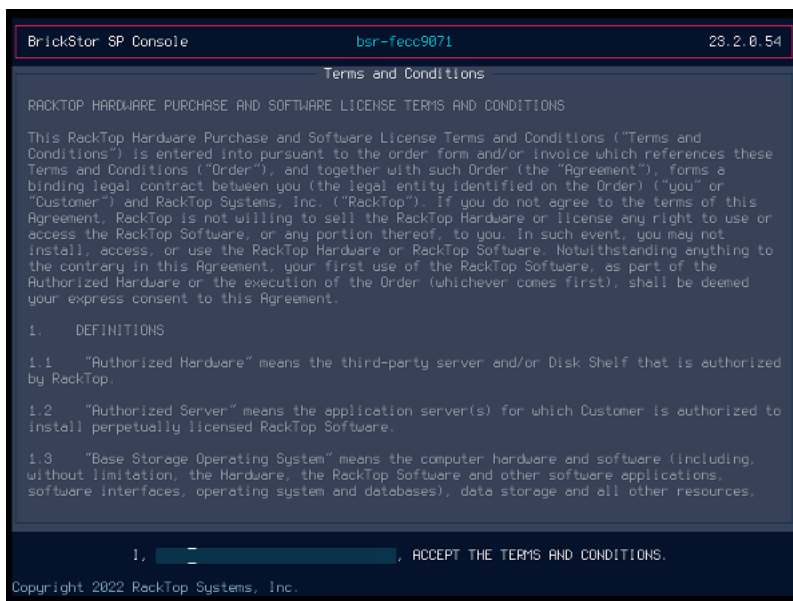 BrickStor SP Console bsr-fecc9071 23.2.0.54
Terms and Conditions
RACKTOP HARDWARE PURCHASE AND SOFTWARE LICENSE TERMS AND CONDITIONS
This RackTop Hardware Purchase and Software License Terms and Conditions ("Terms and
Conditions") is entered into pursuant to the order form and/or invoice which references these
Terms and Conditions ("Order"), and together with such Order (the "Agreement"), forms a
binding legal contract between you (the legal entity identified on the Order) ("you" or
"Customer") and RackTop Systems, Inc. ("RackTop"). If you do not agree to the terms of this
Agreement, RackTop is not willing to sell the RackTop Hardware or license any right to use or
access the RackTop Software, or any portion thereof, to you. In such event, you may not
install, access, or use the RackTop Hardware or RackTop Software. Notwithstanding anything to
the contrary in this Agreement, your first use of the RackTop Software, as part of the
Authorized Hardware or the execution of the Order (whichever comes first), shall be deemed
your express consent to this Agreement.
1. DEFINITIONS
1.1 "Authorized Hardware" means the third-party server and/or Disk Shelf that is authorized
by RackTop.
1.2 "Authorized Server" means the application server(s) for which Customer is authorized to
install perpetually licensed RackTop Software.
1.3 "Base Storage Operating System" means the computer hardware and software (including,
without limitation, the Hardware, the RackTop Software and other software applications,
software interfaces, operating system and databases), data storage and all other resources,
I, , ACCEPT THE TERMS AND CONDITIONS.
Copyright 2022 RackTop Systems, Inc.